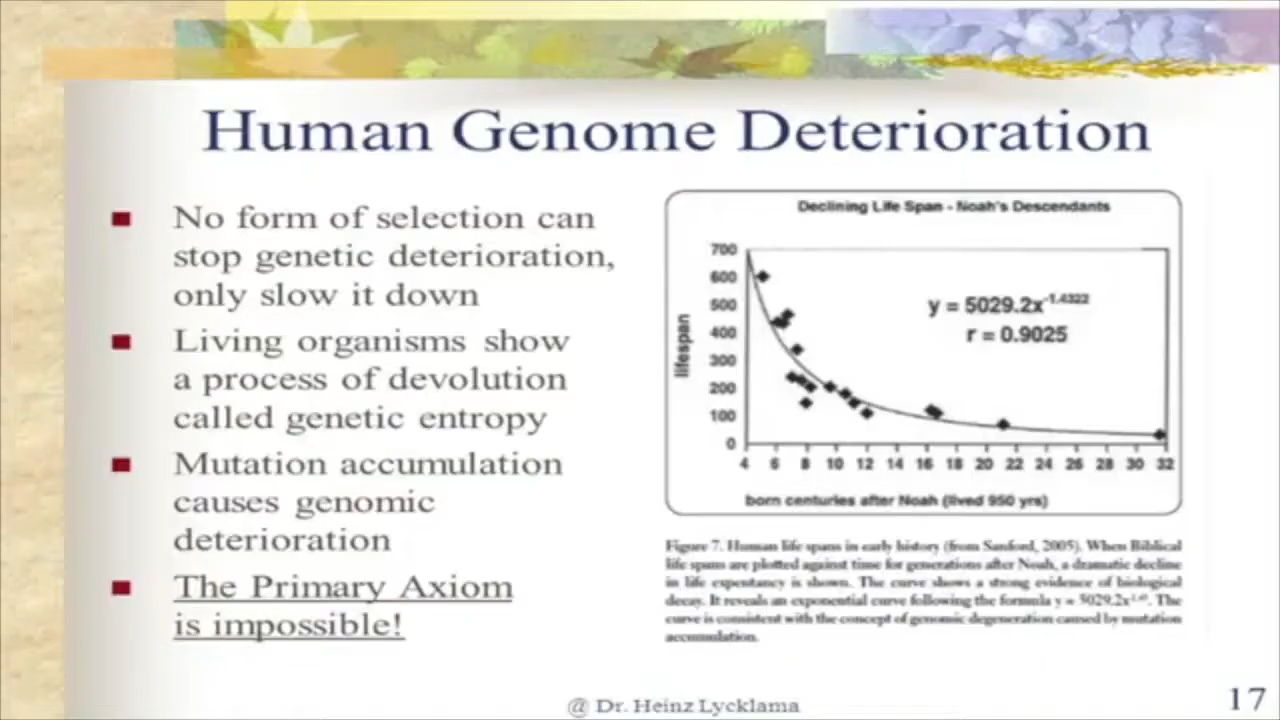 Human Genome Deterioration
No form of selection can
stop genetic deterioration,
only slow it down
Living organisms show
a process of devolution
called genetic entropy
Mutation accumulation
causes genomic
deterioration
The Primary Axiom
is impossible!
Declining Life Span - Noah's Descendants
700
600
500
400
300
200
100
0
lifespan
y = 5029.2x-1.4322
r = 0.9025
4 6 8 10 12 14 16 18 20 22 24 26 28 30 32
born centuries after Noah (lived 950 yrs)
Figure 7. Human life spans in early history (from Sanford, 2005). When Biblical
life spans are plotted against time for generations after Noah, a dramatic decline
in life expentancy is shown. The curve shows a strong evidence of biological
decay. It reveals an exponential curve following the formula y = 5029.2x. The
curve is consistent with the concept of genomic degeneration caused by mutation
accumulation.
@ Dr. Heinz Lycklama
17